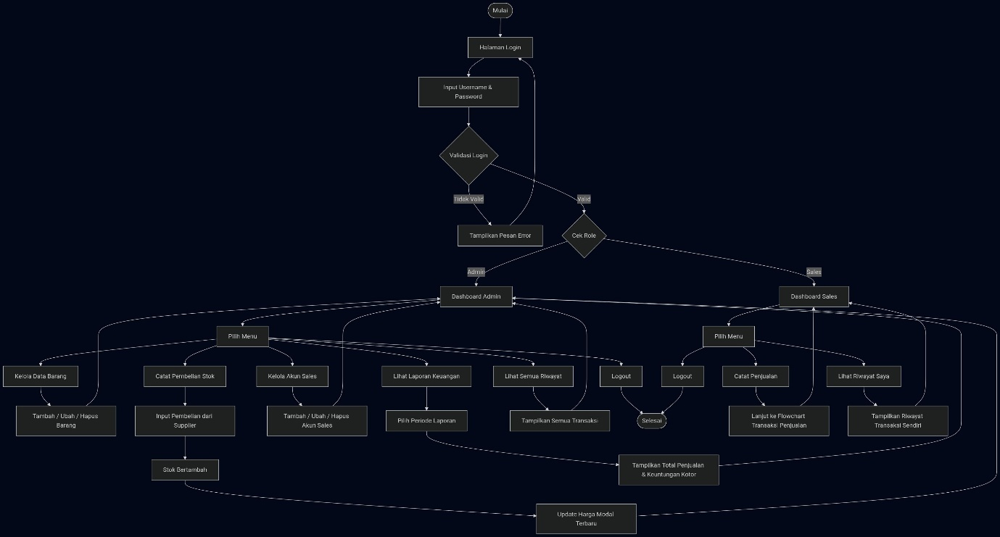 Mulai
Halaman Login
Input Username &
Password
Validasi Login
Tidak Valid
Valid
Tampilkan Pesan Error
Cek Role
Admin
Sales
Dashboard Admin
Dashboard Sales
Pilih Menu
Pilih Menu
Kelola Data Barang
Catat Pembelian Stok
Kelola Akun Sales
Lihat Laporan Keuangan
Lihat Semua Riwayat
Logout
Logout
Catat Penjualan
Lihat Riwayat Saya
Tambah / Ubah / Hapus
Barang
Input Pembelian dari
Supplier
Tambah / Ubah / Hapus
Akun Sales
Pilih Periode Laporan
Tampilkan Semua Transaksi
Selesai
Lanjut ke Flowchart
Transaksi Penjualan
Tampilkan Riwayat
Transaksi Sendiri
Stok Bertambah
Tampilkan Total Penjualan
& Keuntungan Kotor
Update Harga Modal
Terbaru